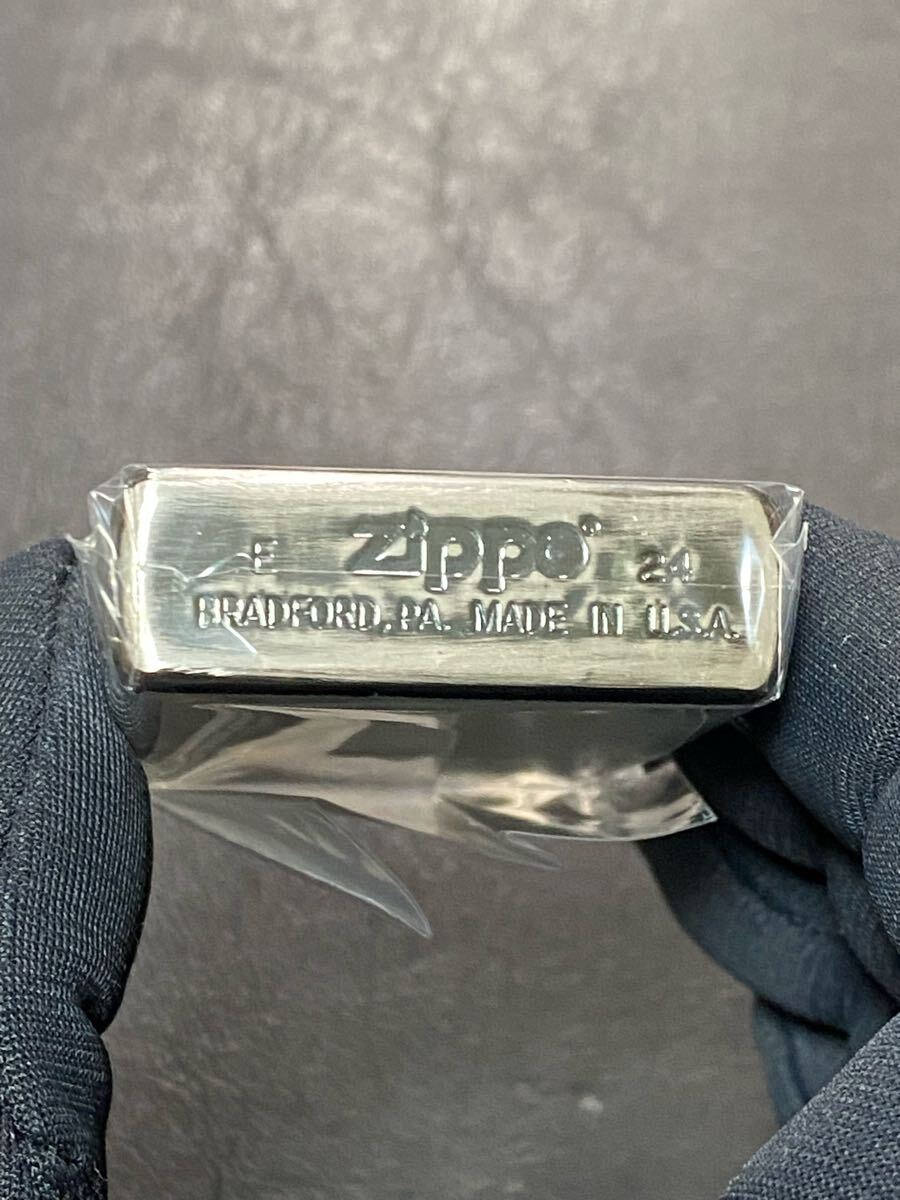 E Zippo® 24
BRADFORD, PA. MADE IN U.S.A.